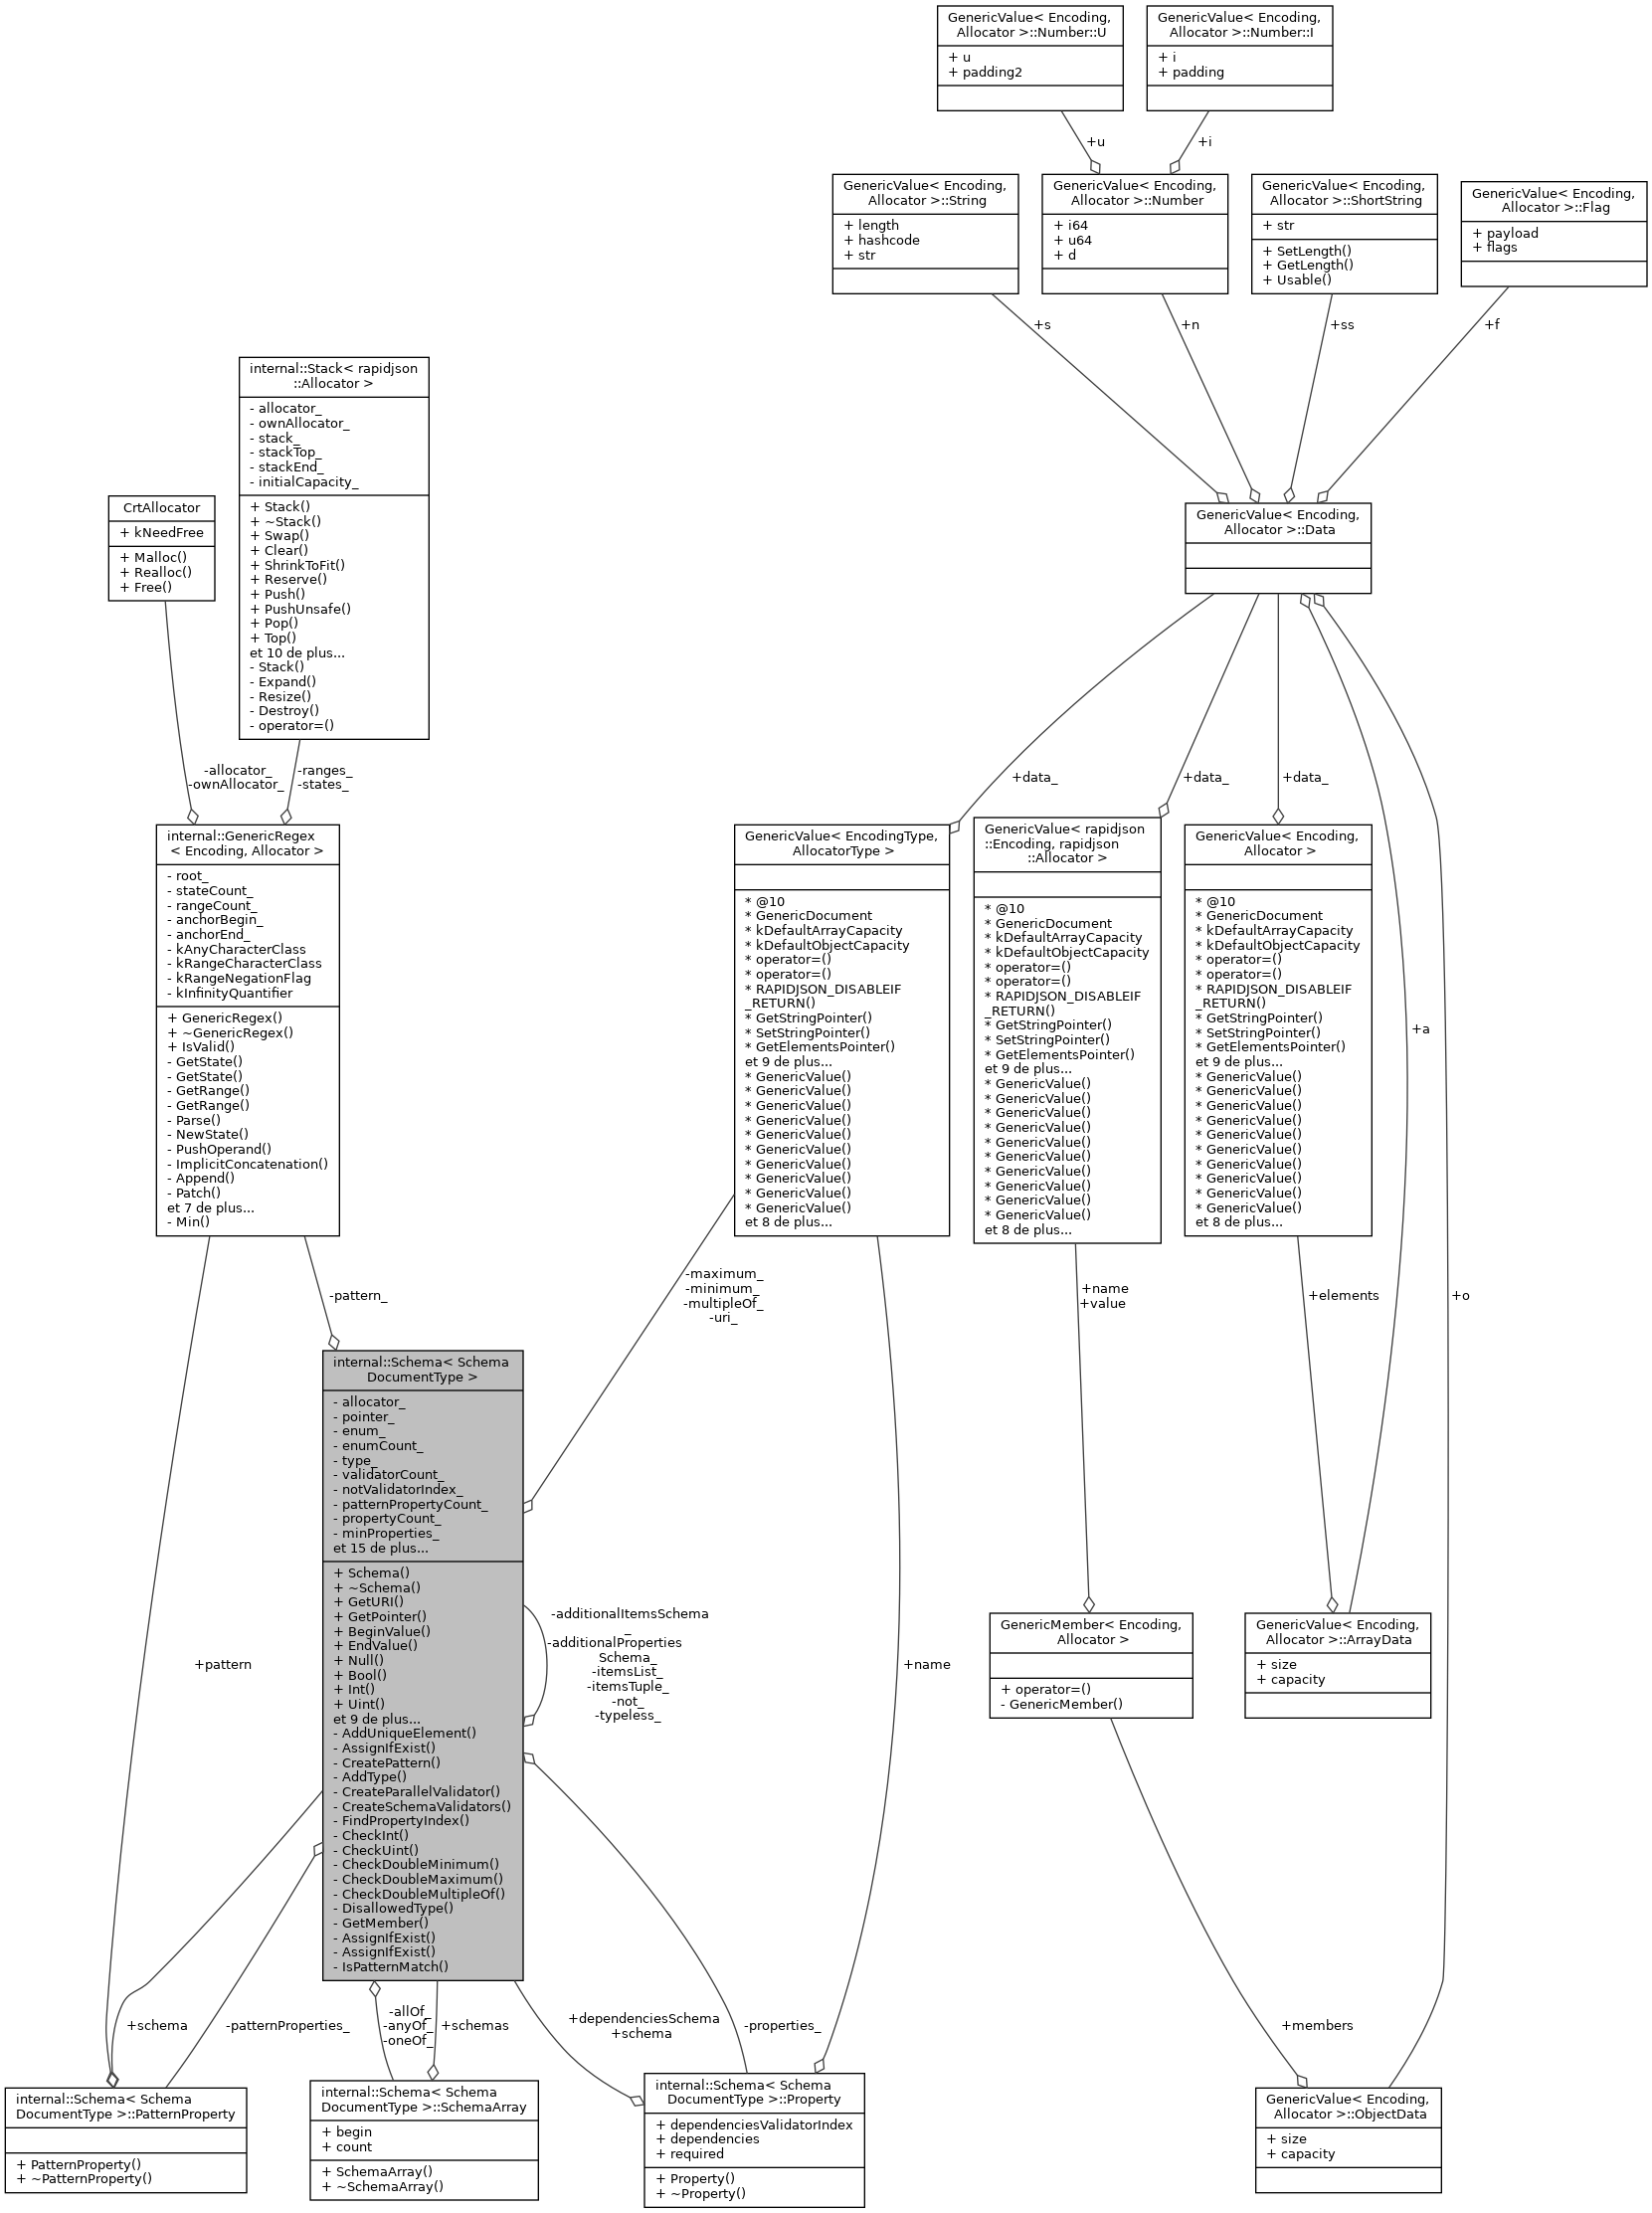 GenericValue< Encoding,
Allocator >::Number::U
+ u
+ padding2
GenericValue< Encoding,
Allocator >::Number::I
+ i
+ padding
+u
+i
GenericValue< Encoding,
Allocator >::String
+ length
+ hashcode
+ str
GenericValue< Encoding,
Allocator >::Number
+ i64
+ u64
+ d
GenericValue< Encoding,
Allocator >::ShortString
+ str
+ SetLength()
+ GetLength()
+ Usable()
GenericValue< Encoding,
Allocator >::Flag
+ payload
+ flags
+s
+n
+ss
+f
internal::Stack< rapidjson
::Allocator >
- allocator_
- ownAllocator_
- stack_
- stackTop_
- stackEnd_
- initialCapacity_
+ Stack()
+ ~Stack()
+ Swap()
+ Clear()
+ ShrinkToFit()
+ Reserve()
+ Push()
+ PushUnsafe()
+ Pop()
+ Top()
et 10 de plus...
- Stack()
- Expand()
- Resize()
- Destroy()
- operator=()
CrtAllocator
+ kNeedFree
+ Malloc()
+ Realloc()
+ Free()
GenericValue< Encoding,
Allocator >::Data
-allocator_
-ownAllocator_
-ranges_
-states_
+data_
+data_
+data_
internal::GenericRegex
< Encoding, Allocator >
- root_
- stateCount_
- rangeCount_
- anchorBegin_
- anchorEnd_
- kAnyCharacterClass
- kRangeCharacterClass
- kRangeNegationFlag
- kInfinityQuantifier
+ GenericRegex()
+ ~GenericRegex()
+ IsValid()
- GetState()
- GetState()
- GetRange()
- GetRange()
- Parse()
- NewState()
- PushOperand()
- ImplicitConcatenation()
- Append()
- Patch()
et 7 de plus...
- Min()
GenericValue< EncodingType,
AllocatorType >
* @10
* GenericDocument
* kDefaultArrayCapacity
* kDefaultObjectCapacity
* operator=()
* operator=()
* RAPIDJSON_DISABLEIF
_RETURN()
* GetStringPointer()
* SetStringPointer()
* GetElementsPointer()
et 9 de plus...
* GenericValue()
* GenericValue()
* GenericValue()
* GenericValue()
* GenericValue()
* GenericValue()
* GenericValue()
* GenericValue()
* GenericValue()
* GenericValue()
et 8 de plus...
GenericValue< rapidjson
::Encoding, rapidjson
::Allocator >
* @10
* GenericDocument
* kDefaultArrayCapacity
* kDefaultObjectCapacity
* operator=()
* operator=()
* RAPIDJSON_DISABLEIF
_RETURN()
* GetStringPointer()
* SetStringPointer()
* GetElementsPointer()
et 9 de plus...
* GenericValue()
* GenericValue()
* GenericValue()
* GenericValue()
* GenericValue()
* GenericValue()
* GenericValue()
* GenericValue()
* GenericValue()
* GenericValue()
et 8 de plus...
GenericValue< Encoding,
Allocator >
* @10
* GenericDocument
* kDefaultArrayCapacity
* kDefaultObjectCapacity
* operator=()
* operator=()
* RAPIDJSON_DISABLEIF
_RETURN()
* GetStringPointer()
* SetStringPointer()
* GetElementsPointer()
et 9 de plus...
* GenericValue()
* GenericValue()
* GenericValue()
* GenericValue()
* GenericValue()
* GenericValue()
* GenericValue()
* GenericValue()
* GenericValue()
* GenericValue()
et 8 de plus...
+a
-pattern_
-maximum_
-minimum_
-multipleOf_
-uri_
+name
+value
+elements
+o
internal::Schema< Schema
DocumentType >
- allocator_
- pointer_
- enum_
- enumCount_
- type_
- validatorCount_
- notValidatorIndex_
- patternPropertyCount_
- propertyCount_
- minProperties_
et 15 de plus...
+ Schema()
+ ~Schema()
+ GetURI()
+ GetPointer()
+ BeginValue()
+ EndValue()
+ Null()
+ Bool()
+ Int()
+ Uint()
et 9 de plus...
- AddUniqueElement()
- AssignIfExist()
- CreatePattern()
- AddType()
- CreateParallelValidator()
- CreateSchemaValidators()
- FindPropertyIndex()
- CheckInt()
- CheckUint()
- CheckDoubleMinimum()
- CheckDoubleMaximum()
- CheckDoubleMultipleOf()
- DisallowedType()
- GetMember()
- AssignIfExist()
- AssignIfExist()
- IsPatternMatch()
-additionalItemsSchema
_
-additionalProperties
Schema_
-itemsList_
-itemsTuple_
-not_
-typeless_
+pattern
+name
GenericMember< Encoding,
Allocator >
+ operator=()
- GenericMember()
GenericValue< Encoding,
Allocator >::ArrayData
+ size
+ capacity
+schema
-patternProperties_
-allOf_
-anyOf_
-oneOf_
+schemas
+dependenciesSchema
+schema
-properties_
+members
internal::Schema< Schema
DocumentType >::PatternProperty
+ PatternProperty()
+ ~PatternProperty()
internal::Schema< Schema
DocumentType >::SchemaArray
+ begin
+ count
+ SchemaArray()
+ ~SchemaArray()
internal::Schema< Schema
DocumentType >::Property
+ dependenciesValidatorIndex
+ dependencies
+ required
+ Property()
+ ~Property()
GenericValue< Encoding,
Allocator >::ObjectData
+ size
+ capacity